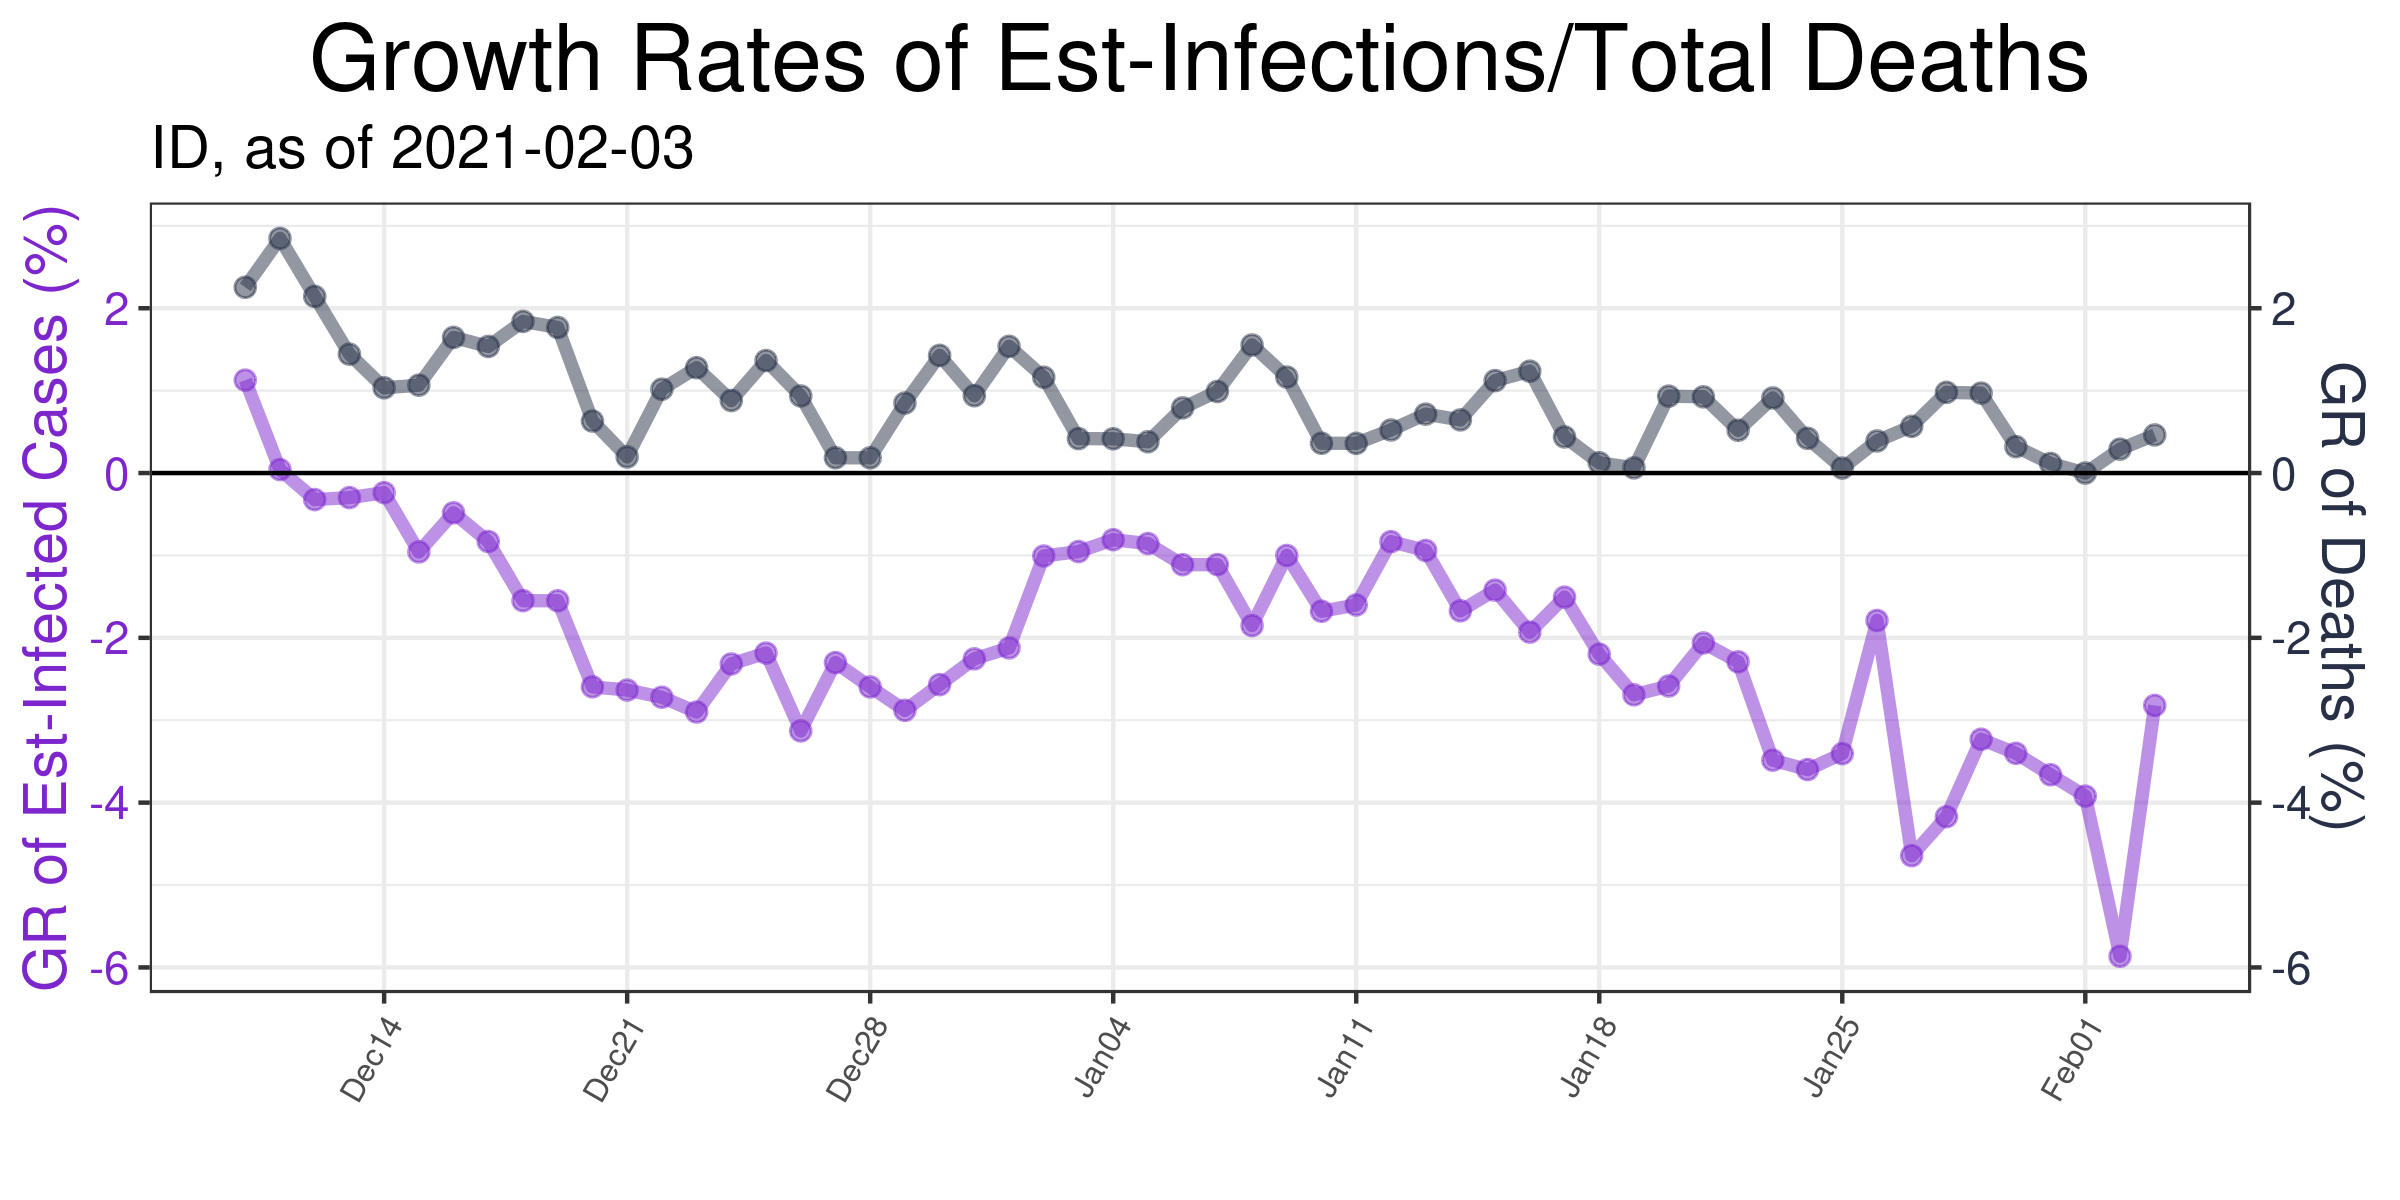 Growth Rates of Est-Infections/Total Deaths
ID, as of 2021-02-03
GR of Est-Infected Cases (%)
2
0
-2
-4
-6
2
0
-2
-4
-6
GR of Deaths (%)
Dec14
Dec21
Dec28
Jan04
Jan11
Jan18
Jan25
Feb01